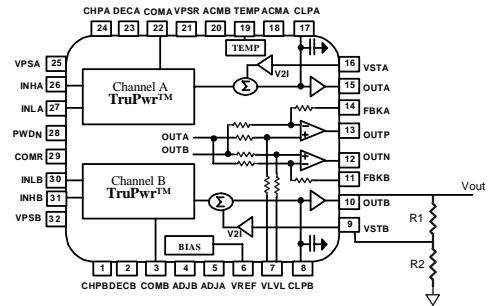 CHPA DECA COMA VPSR ACMB TEMP ACMA CLPA
24 23 22 21 20 19 18 17
VPSA 25
INHA 26
INLA 27
PWDN 28
COMR 29
INLB 30
INHB 31
VPSB 32
Channel A
TruPwr™
TEMP
Σ
V2I
16 VSTA
15 OUTA
14 FBKA
13 OUTP
12 OUTN
11 FBKB
10 OUTB
9 VSTB
OUTA
OUTB
Channel B
TruPwr™
Σ
V2I
BIAS
Vout
R1
R2
1 2 3 4 5 6 7 8
CHPB DECB COMB ADJB ADJA VREF VLVL CLPB